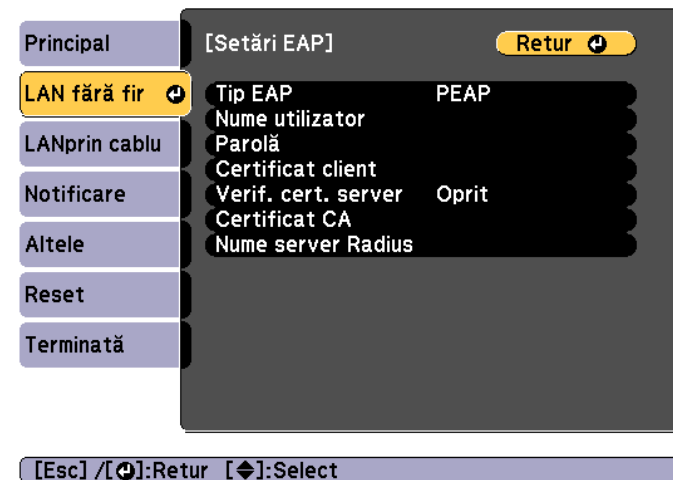 Principal
LAN fără fir
LANprin cablu
Notificare
Altele
Reset
Terminată
[Setări EAP] Retur
Tip EAP PEAP
Nume utilizator
Parolă
Certificat client
Verif. cert. server Oprit
Certificat CA
Nume server Radius
[Esc] /[⏎]:Retur [◆]:Select